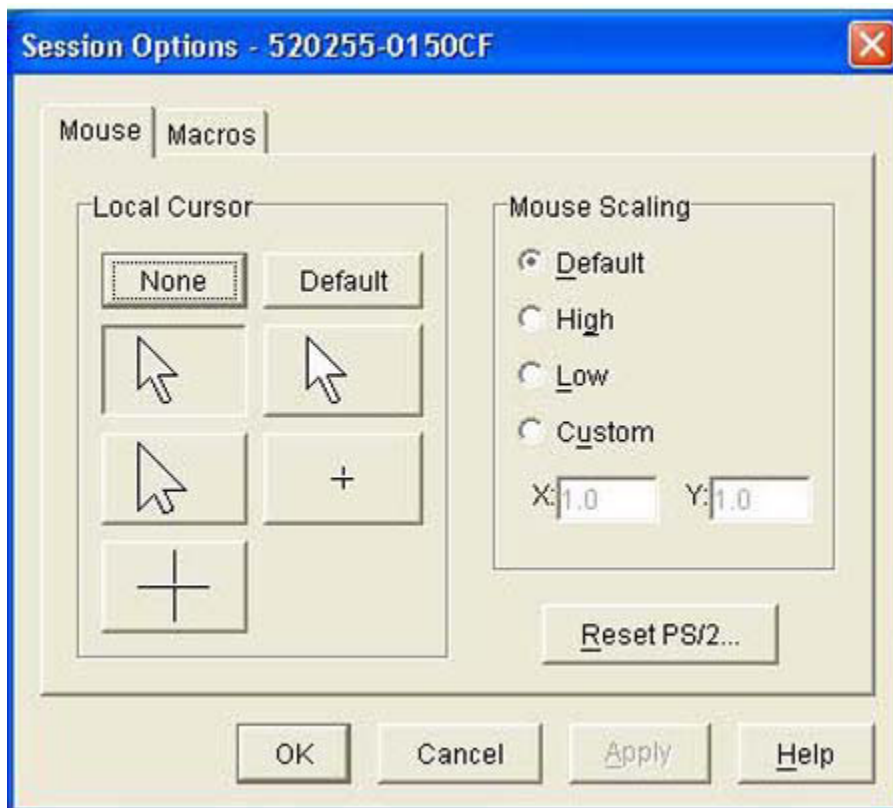 Session Options - 520255-0150CF
Mouse
Macros
Local Cursor
None
Default
Mouse Scaling
Default
High
Low
Custom
X: 1.0
Y: 1.0
Reset PS/2...
OK
Cancel
Apply
Help